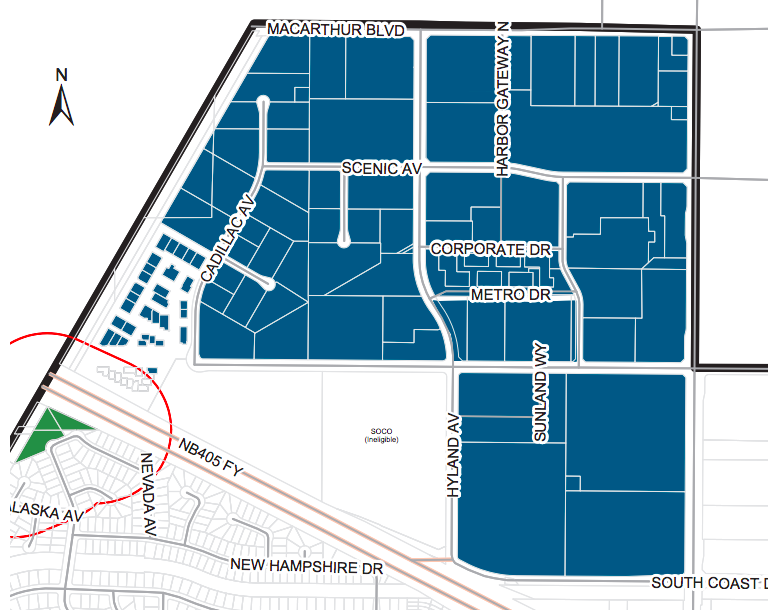 MACARTHUR BLVD
HARBOR GATEWAY N
N
SCENIC AV
CADILLAC AV
CORPORATE DR
METRO DR
SUNLAND WY
HYLAND AV
SOCO
(Ineligible)
NB405 FY
NEVADA AV
ALASKA AV
NEW HAMPSHIRE DR
SOUTH COAST D